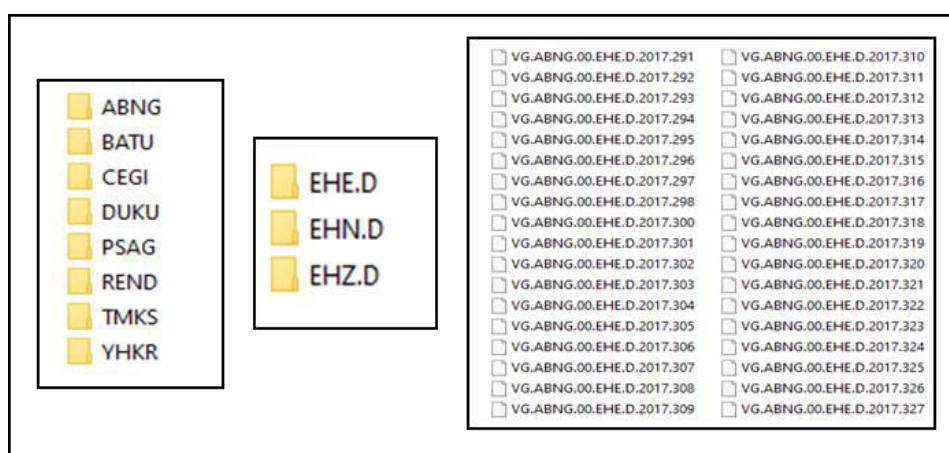 ABNG
BATU
CEGI
DUKU
PSAG
REND
TMKS
YHKR
EHE.D
EHN.D
EHZ.D
VG.ABNG.00.EHE.D.2017.291
VG.ABNG.00.EHE.D.2017.292
VG.ABNG.00.EHE.D.2017.293
VG.ABNG.00.EHE.D.2017.294
VG.ABNG.00.EHE.D.2017.295
VG.ABNG.00.EHE.D.2017.296
VG.ABNG.00.EHE.D.2017.297
VG.ABNG.00.EHE.D.2017.298
VG.ABNG.00.EHE.D.2017.300
VG.ABNG.00.EHE.D.2017.301
VG.ABNG.00.EHE.D.2017.302
VG.ABNG.00.EHE.D.2017.303
VG.ABNG.00.EHE.D.2017.304
VG.ABNG.00.EHE.D.2017.305
VG.ABNG.00.EHE.D.2017.306
VG.ABNG.00.EHE.D.2017.307
VG.ABNG.00.EHE.D.2017.308
VG.ABNG.00.EHE.D.2017.309
VG.ABNG.00.EHE.D.2017.310
VG.ABNG.00.EHE.D.2017.311
VG.ABNG.00.EHE.D.2017.312
VG.ABNG.00.EHE.D.2017.313
VG.ABNG.00.EHE.D.2017.314
VG.ABNG.00.EHE.D.2017.315
VG.ABNG.00.EHE.D.2017.316
VG.ABNG.00.EHE.D.2017.317
VG.ABNG.00.EHE.D.2017.318
VG.ABNG.00.EHE.D.2017.319
VG.ABNG.00.EHE.D.2017.320
VG.ABNG.00.EHE.D.2017.321
VG.ABNG.00.EHE.D.2017.322
VG.ABNG.00.EHE.D.2017.323
VG.ABNG.00.EHE.D.2017.324
VG.ABNG.00.EHE.D.2017.325
VG.ABNG.00.EHE.D.2017.326
VG.ABNG.00.EHE.D.2017.327